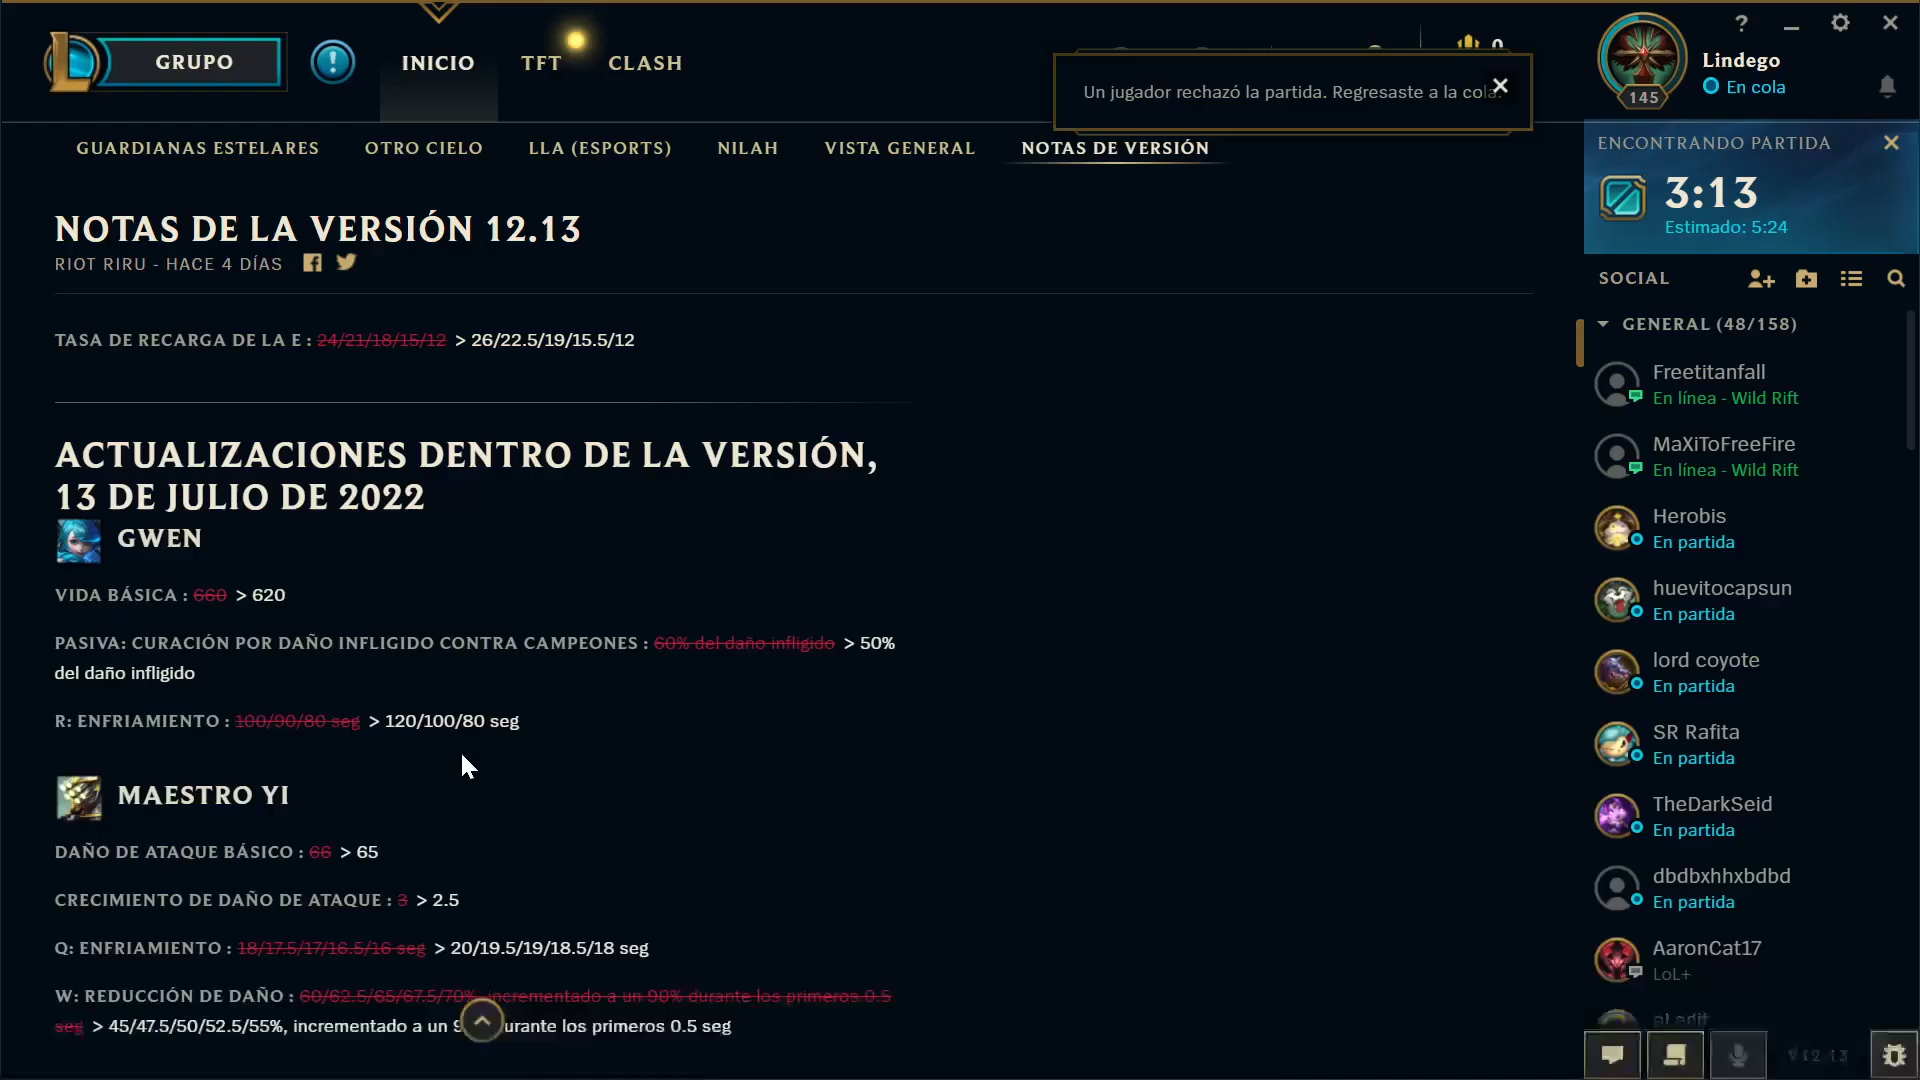 GRUPO
INICIO
TFT
CLASH
0
Un jugador rechazó la partida. Regresaste a la cola.
Lindego
En cola
145
GUARDIANAS ESTELARES
OTRO CIELO
LLA (ESPORTS)
NILAH
VISTA GENERAL
NOTAS DE VERSIÓN
ENCONTRANDO PARTIDA
3:13
Estimado: 5:24
NOTAS DE LA VERSIÓN 12.13
RIOT RIRU - HACE 4 DÍAS
TASA DE RECARGA DE LA E : 24/21/18/15/12 > 26/22.5/19/15.5/12
ACTUALIZACIONES DENTRO DE LA VERSIÓN,
13 DE JULIO DE 2022
GWEN
VIDA BÁSICA : 660 > 620
PASIVA: CURACIÓN POR DAÑO INFLIGIDO CONTRA CAMPEONES : 60% del daño infligido > 50%
del daño infligido
R: ENFRIAMIENTO : 100/90/80 seg > 120/100/80 seg
MAESTRO YI
DAÑO DE ATAQUE BÁSICO : 66 > 65
CRECIMIENTO DE DAÑO DE ATAQUE : 3 > 2.5
Q: ENFRIAMIENTO : 18/17.5/17/16.5/16 seg > 20/19.5/19/18.5/18 seg
W: REDUCCIÓN DE DAÑO : 60/62.5/65/67.5/70%, incrementado a un 90% durante los primeros 0.5
seg > 45/47.5/50/52.5/55%, incrementado a un 9 urante los primeros 0.5 seg
SOCIAL
GENERAL (48/158)
Freetitanfall
En línea - Wild Rift
MaXiToFreeFire
En línea - Wild Rift
Herobis
En partida
huevitocapsun
En partida
lord coyote
En partida
SR Rafita
En partida
TheDarkSeid
En partida
dbdbxhhxbdbd
En partida
AaronCat17
LoL+
V12.13